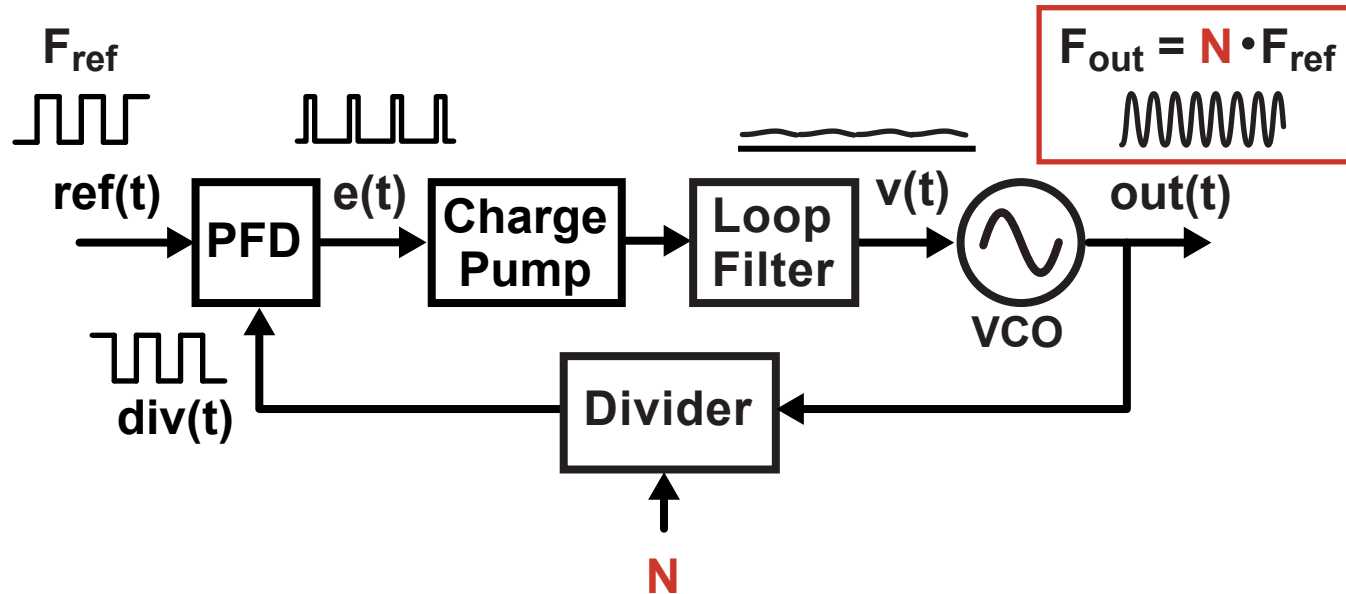 F_ref
F_out = N • F_ref
ref(t)
PFD
e(t)
Charge
Pump
Loop
Filter
v(t)
VCO
out(t)
div(t)
Divider
N